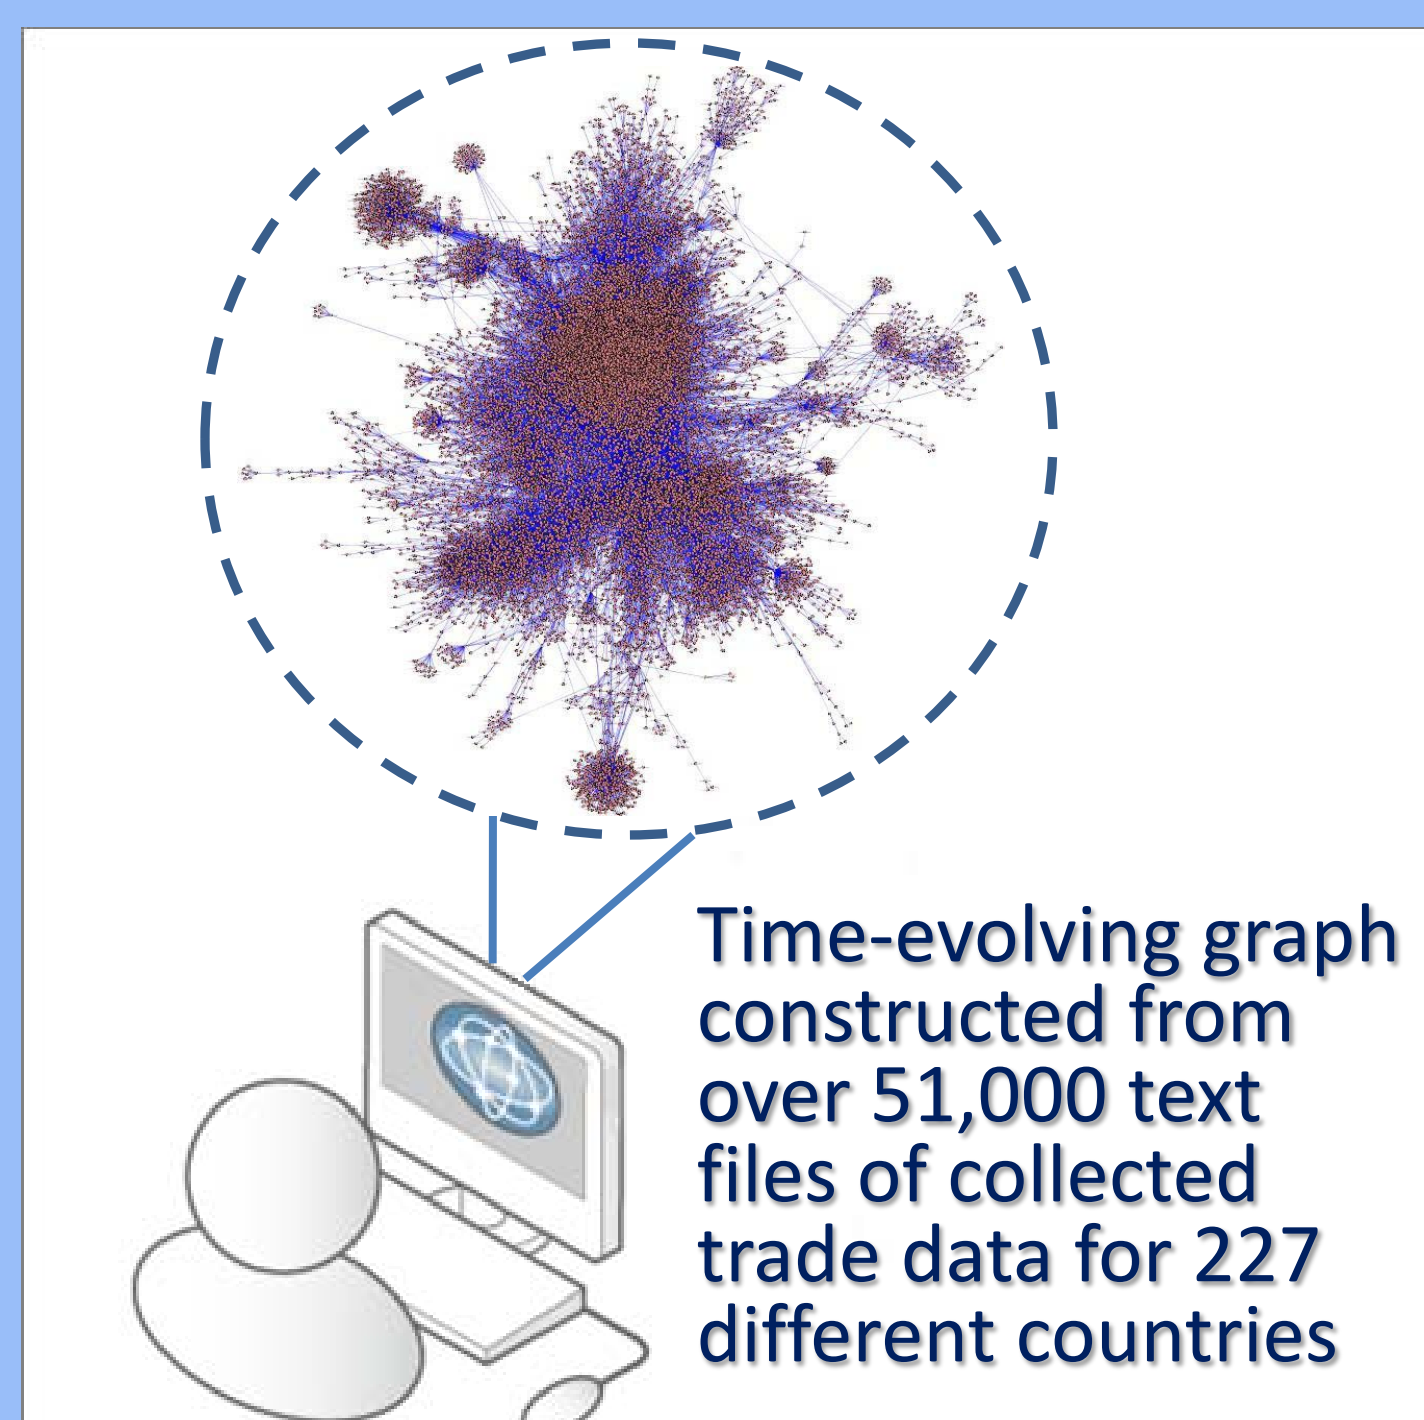 Time-evolving graph
constructed from
over 51,000 text
files of collected
trade data for 227
different countries